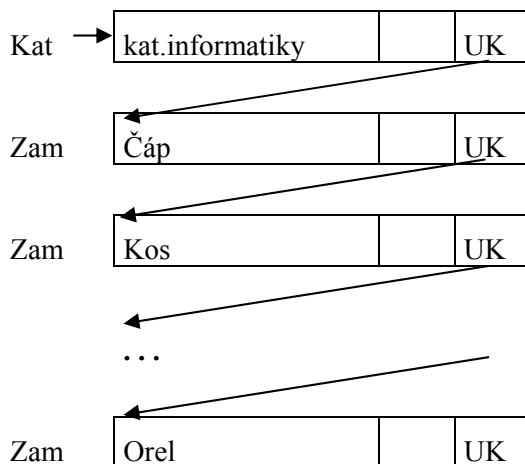 Kat kat.informatiky UK
Zam Čáp UK
Zam Kos UK
...
Zam Orel UK